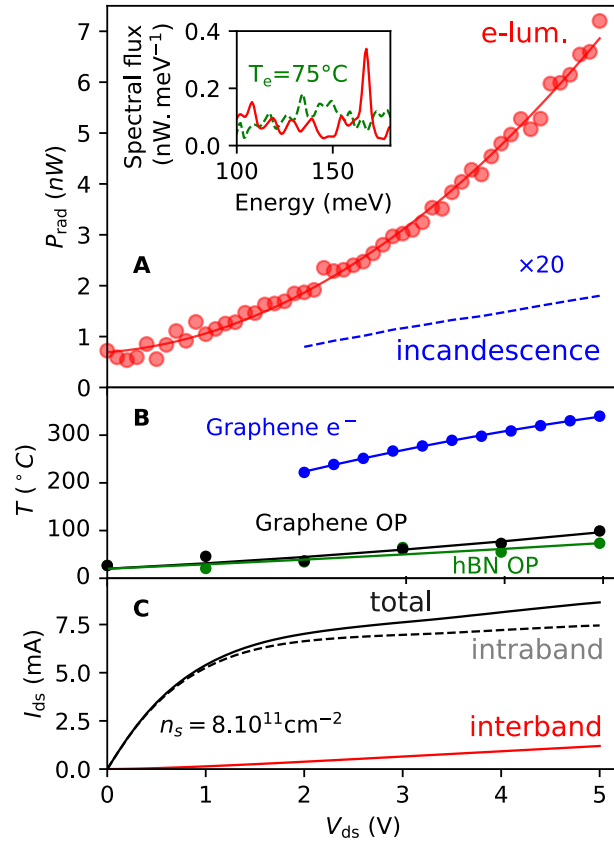 7
6
5
4
3
2
1
0
P_rad (nW)
e-lum.
0.4
0.2
0.0
Spectral flux
(nW. meV⁻¹)
T_e=75°C
100
150
Energy (meV)
A
×20
incandescence
B
300
200
100
0
T (°C)
Graphene e⁻
Graphene OP
hBN OP
C
7.5
5.0
2.5
0.0
I_ds (mA)
total
intraband
n_s = 8.10¹¹cm⁻²
interband
0
1
2
3
4
5
V_ds (V)